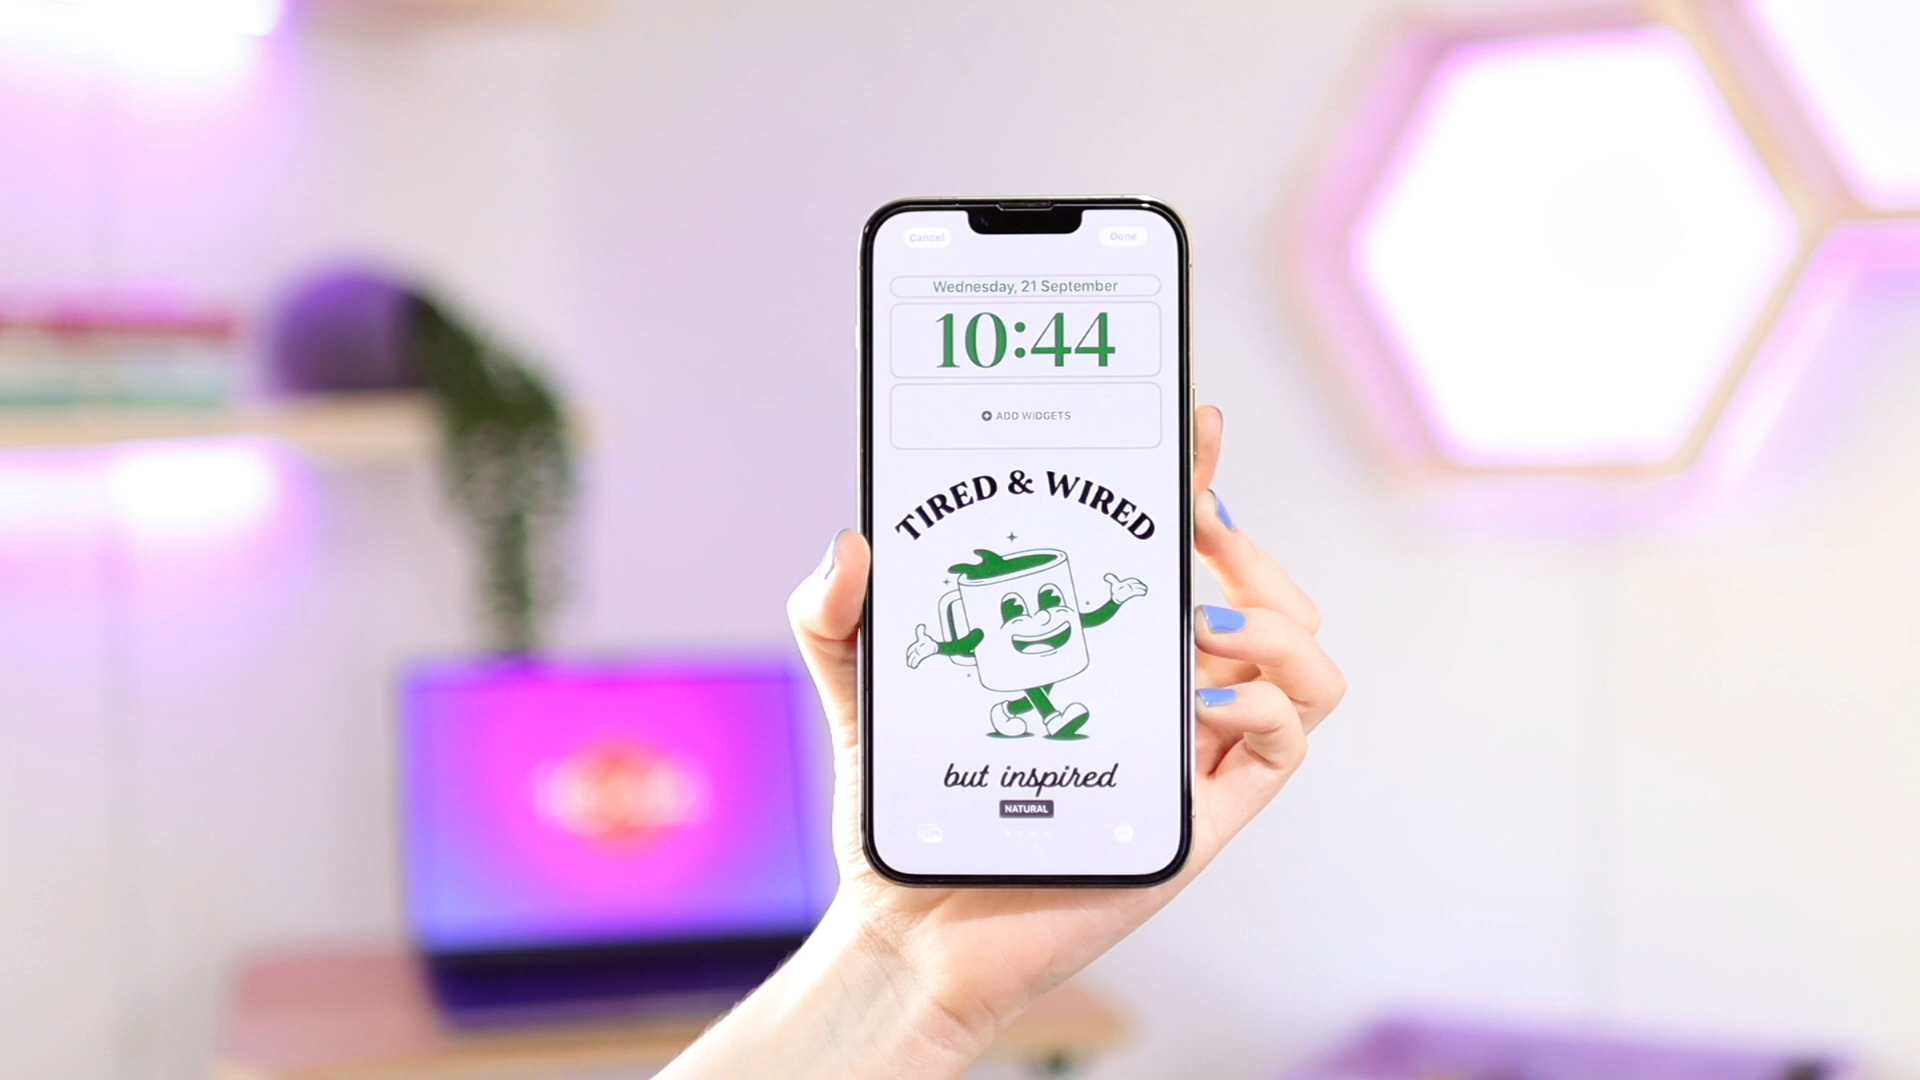 Cancel
Done
Wednesday, 21 September
10:44
ADD WIDGETS
TIRED & WIRED
but inspired
NATURAL